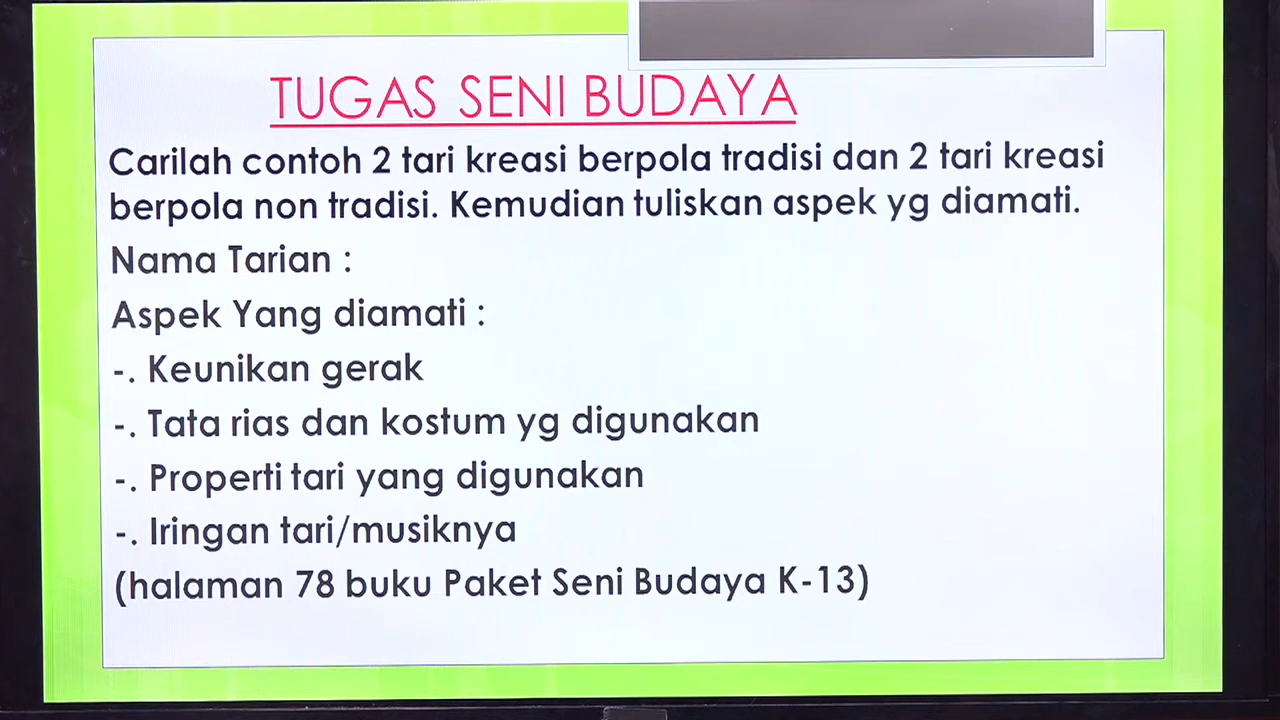 TUGAS SENI BUDAYA
Carilah contoh 2 tari kreasi berpola tradisi dan 2 tari kreasi
berpola non tradisi. Kemudian tuliskan aspek yg diamati.
Nama Tarian :
Aspek Yang diamati :
-. Keunikan gerak
-. Tata rias dan kostum yg digunakan
-. Properti tari yang digunakan
-. Iringan tari/musiknya
(halaman 78 buku Paket Seni Budaya K-13)